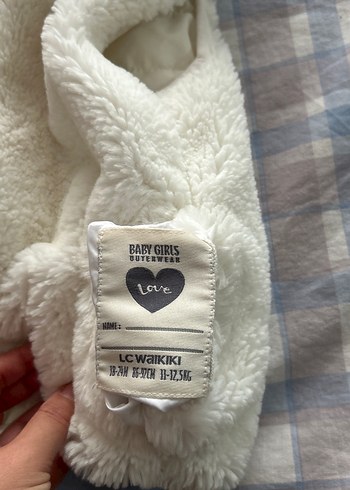 BABY GIRLS
OUTERWEAR
Love
NAME:
LC WAIKIKI
18-24M 86-92CM 11-12,5KG